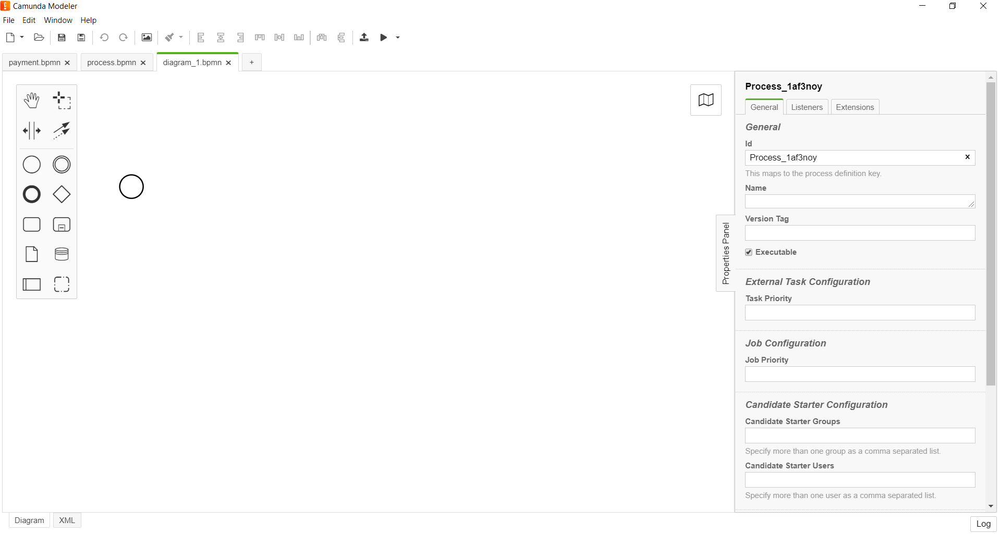 Camunda Modeler
File Edit Window Help
payment.bpmn × process.bpmn × diagram_1.bpmn × +
Process_1af3noy
General Listeners Extensions
General
Id
Process_1af3noy ×
This maps to the process definition key.
Name
Version Tag
Executable
Properties Panel
External Task Configuration
Task Priority
Job Configuration
Job Priority
Candidate Starter Configuration
Candidate Starter Groups
Specify more than one group as a comma separated list.
Candidate Starter Users
Specify more than one user as a comma separated list.
Diagram XML
Log